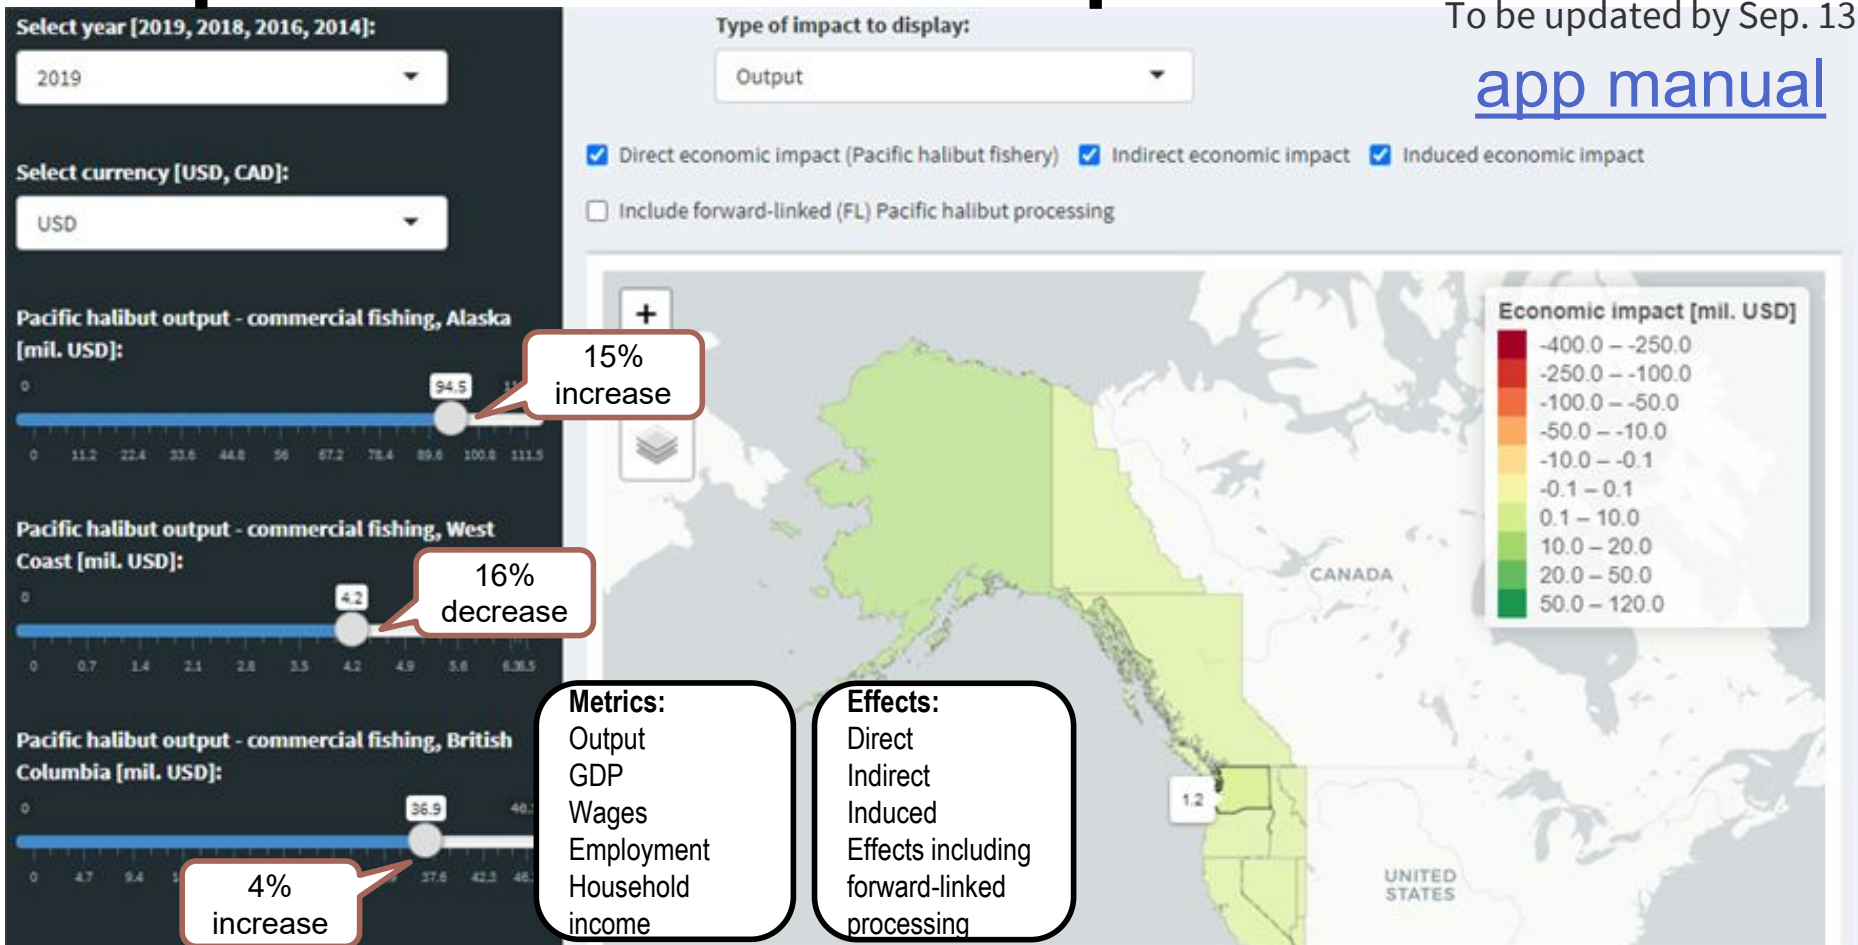 To be updated by Sep. 13
app manual
Select year [2019, 2018, 2016, 2014]:
2019
Select currency [USD, CAD]:
USD
Pacific halibut output - commercial fishing, Alaska
[mil. USD]:
0
94.5
0 11.2 22.4 33.6 44.8 56 67.2 78.4 89.6 100.8 111.5
15%
increase
Pacific halibut output - commercial fishing, West
Coast [mil. USD]:
0
4.2
0 0.7 1.4 2.1 2.8 3.5 4.2 4.9 5.6
16%
decrease
Pacific halibut output - commercial fishing, British
Columbia [mil. USD]:
0
36.9
0 4.7 9.4 37.6 42.3
4%
increase
Type of impact to display:
Output
Direct economic impact (Pacific halibut fishery) Indirect economic impact Induced economic impact
Include forward-linked (FL) Pacific halibut processing
+
Economic impact [mil. USD]
-400.0 – -250.0
-250.0 – -100.0
-100.0 – -50.0
-50.0 – -10.0
-10.0 – -0.1
-0.1 – 0.1
0.1 – 10.0
10.0 – 20.0
20.0 – 50.0
50.0 – 120.0
CANADA
1.2
UNITED
STATES
Metrics:
Output
GDP
Wages
Employment
Household
income
Effects:
Direct
Indirect
Induced
Effects including
forward-linked
processing